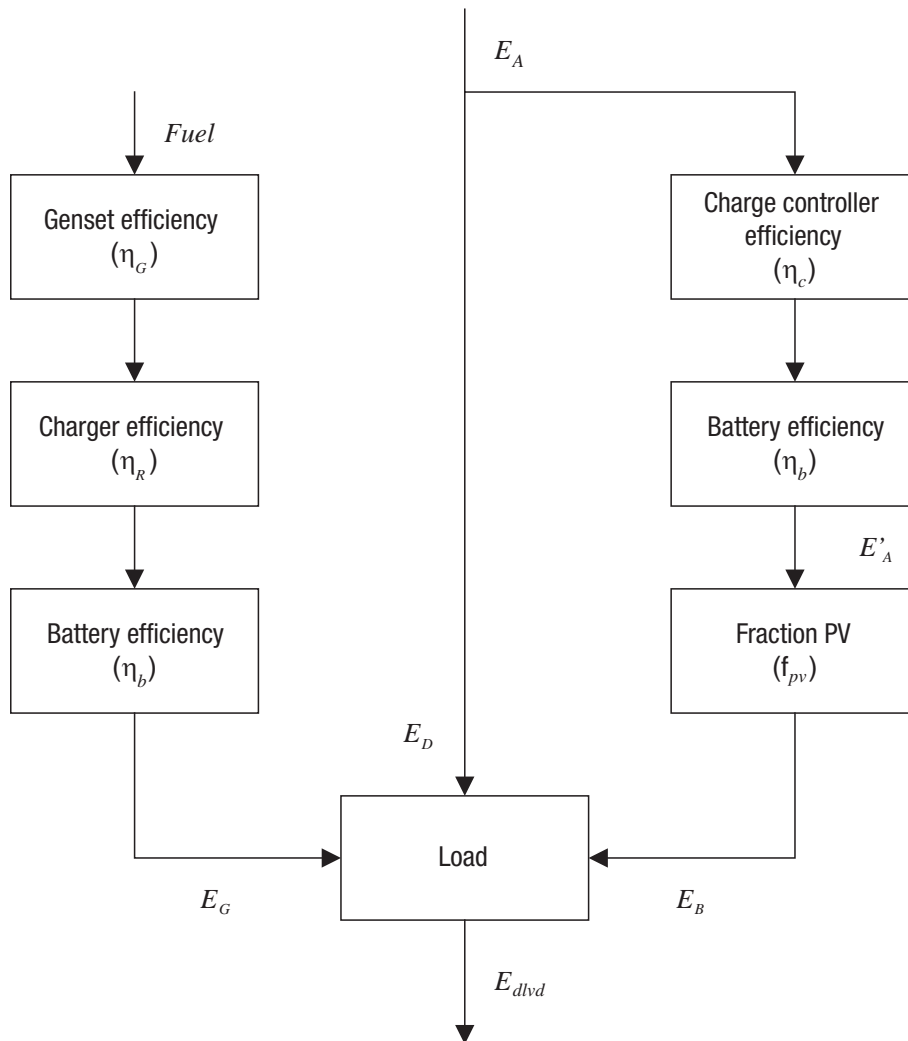 E_A
Fuel
Genset efficiency
(η_G)
Charge controller
efficiency
(η_c)
Charger efficiency
(η_R)
Battery efficiency
(η_b)
E'_A
Battery efficiency
(η_b)
Fraction PV
(f_pv)
E_D
Load
E_G
E_B
E_dlvd